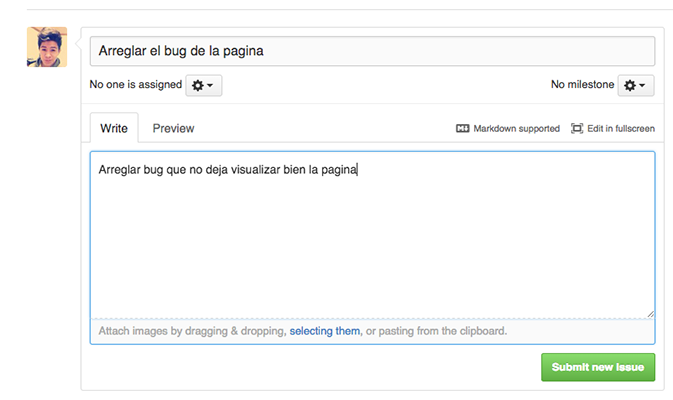 Arreglar el bug de la pagina
No one is assigned
No milestone
Write
Preview
Markdown supported
Edit in fullscreen
Arreglar bug que no deja visualizar bien la pagina
Attach images by dragging & dropping, selecting them, or pasting from the clipboard.
Submit new issue